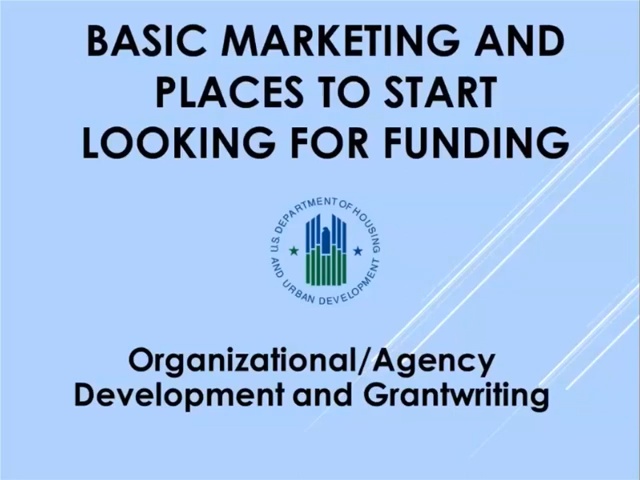 BASIC MARKETING AND
PLACES TO START
LOOKING FOR FUNDING
U.S. DEPARTMENT OF HOUSING
AND URBAN DEVELOPMENT
Organizational/Agency
Development and Grantwriting